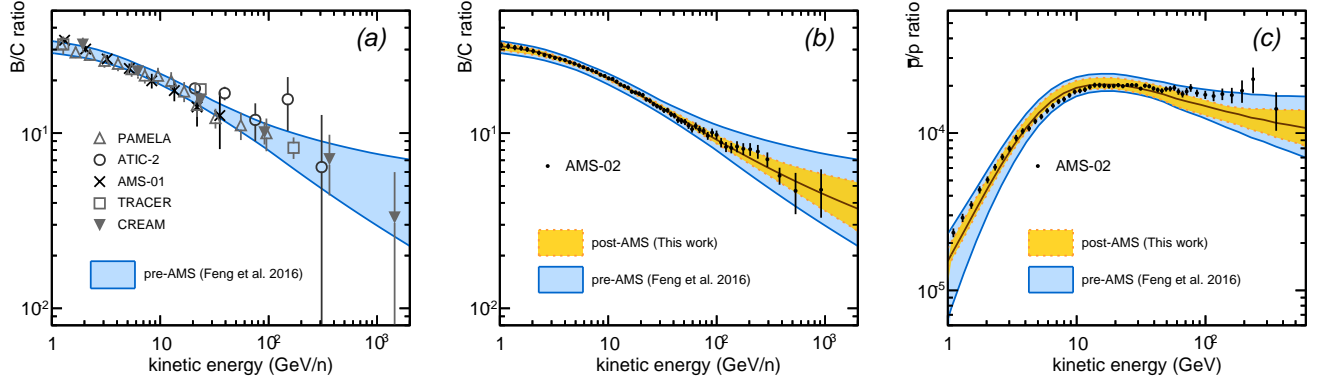 B/C ratio
(a)
10¹
10²
PAMELA
ATIC-2
AMS-01
TRACER
CREAM
pre-AMS (Feng et al. 2016)
1 10 10² 10³
kinetic energy (GeV/n)
B/C ratio
(b)
10¹
10²
AMS-02
post-AMS (This work)
pre-AMS (Feng et al. 2016)
1 10 10² 10³
kinetic energy (GeV/n)
p̅/p ratio
(c)
10⁴
10⁵
AMS-02
post-AMS (This work)
pre-AMS (Feng et al. 2016)
1 10 10²
kinetic energy (GeV)